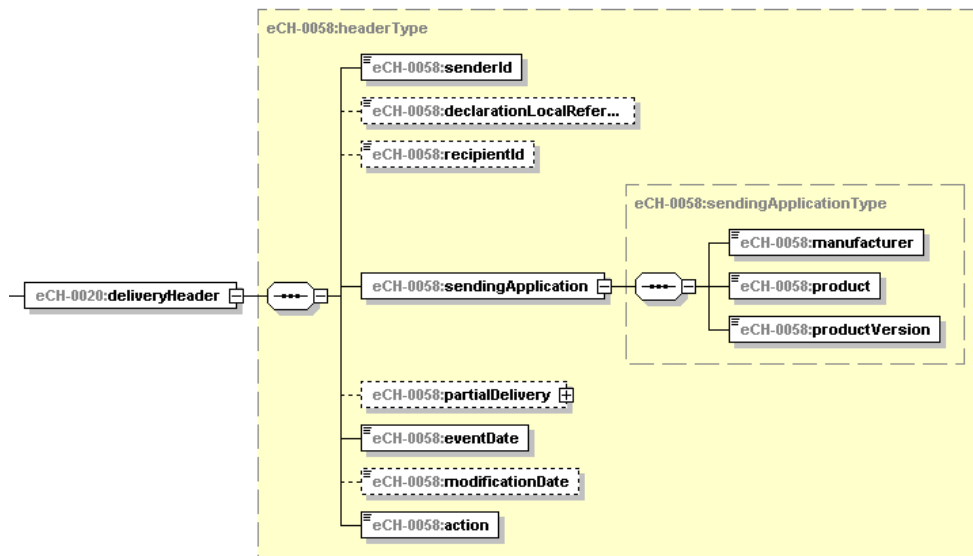 eCH-0058:headerType
eCH-0058:senderId
eCH-0058:declarationLocalRefer...
eCH-0058:recipientId
eCH-0058:sendingApplicationType
eCH-0058:manufacturer
eCH-0020:deliveryHeader
eCH-0058:sendingApplication
eCH-0058:product
eCH-0058:productVersion
eCH-0058:partialDelivery
eCH-0058:eventDate
eCH-0058:modificationDate
eCH-0058:action